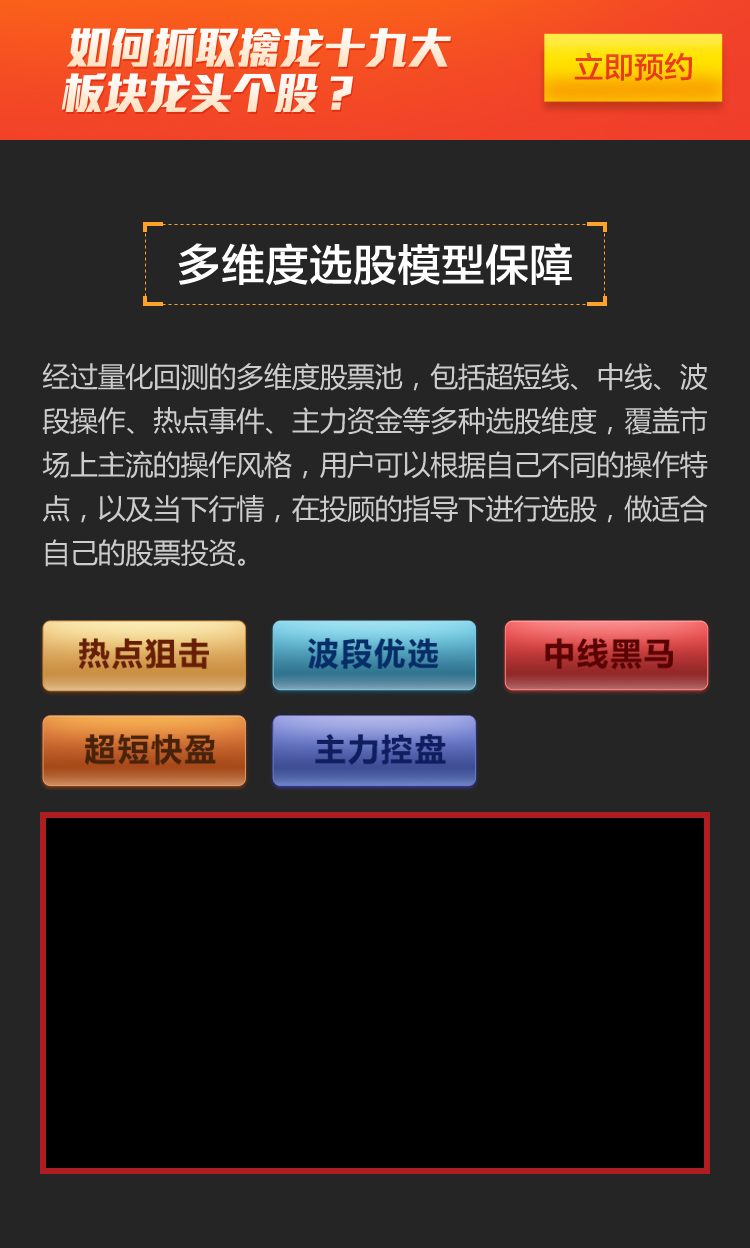 如何抓取擒龙十九大
板块龙头个股？
立即预约
多维度选股模型保障
经过量化回测的多维度股票池，包括超短线、中线、波
段操作、热点事件、主力资金等多种选股维度，覆盖市
场上主流的操作风格，用户可以根据自己不同的操作特
点，以及当下行情，在投顾的指导下进行选股，做适合
自己的股票投资。
热点狙击
波段优选
中线黑马
超短快盈
主力控盘